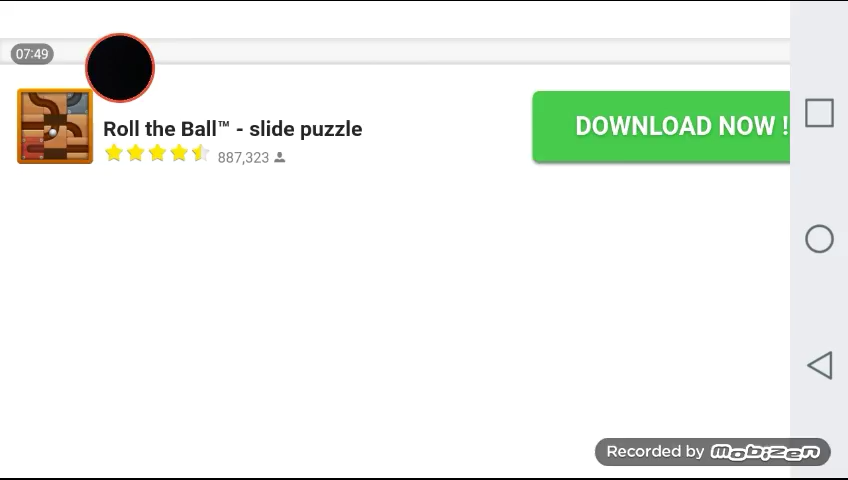 07:49
Roll the Ball™ - slide puzzle
887,323
DOWNLOAD NOW !
Recorded by Mobizen